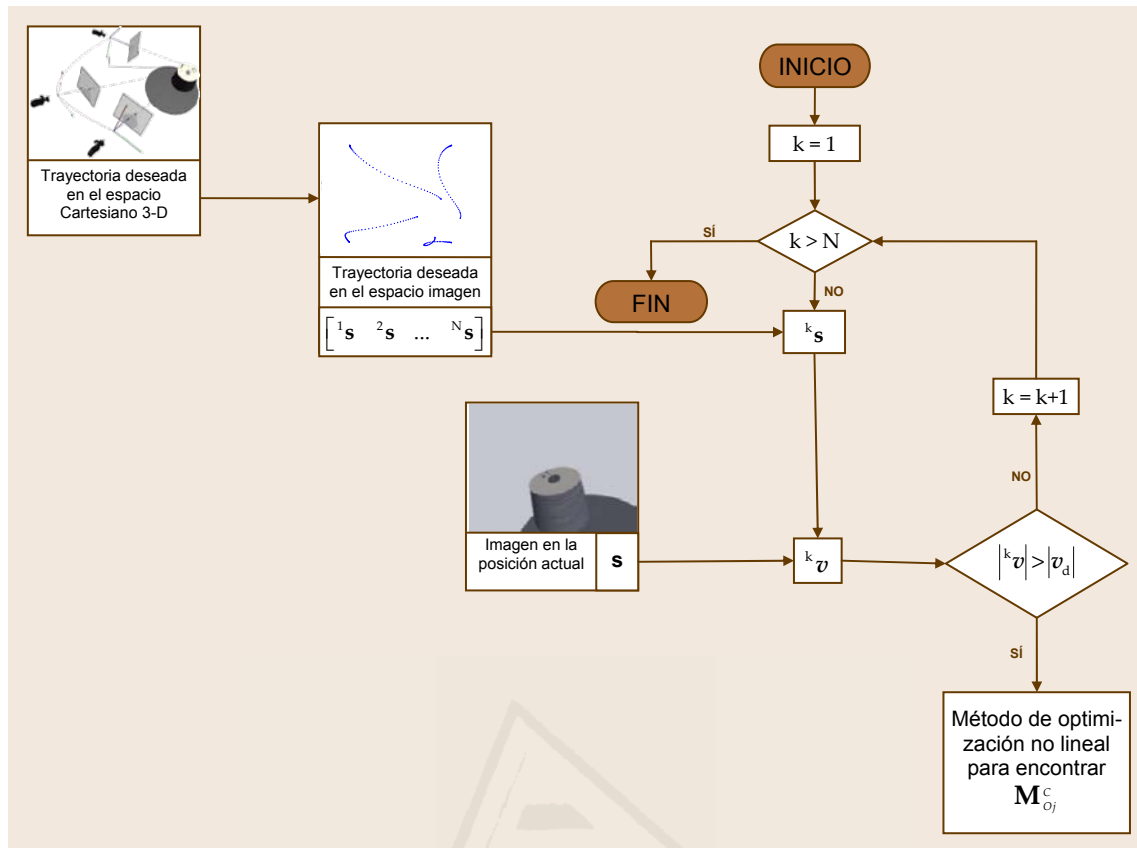 Trayectoria deseada
en el espacio
Cartesiano 3-D
Trayectoria deseada
en el espacio imagen
[ ¹s ²s ... ᴺs ]
INICIO
k = 1
k > N
SÍ
FIN
NO
ᵏs
k = k+1
NO
Imagen en la
posición actual
s
ᵏv
|ᵏv|>|v_d|
SÍ
Método de optimi-
zación no lineal
para encontrar
M^C_Oj